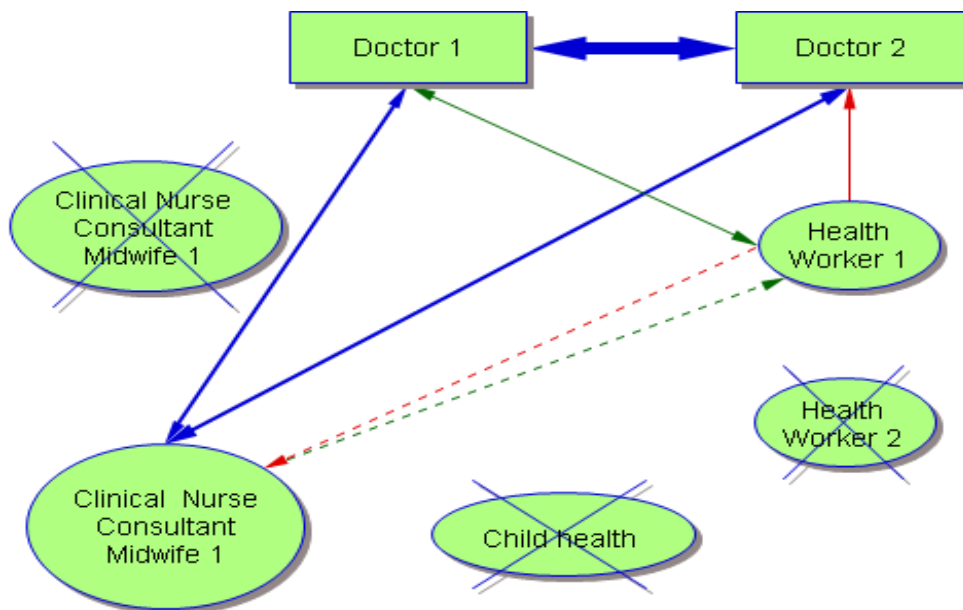 Doctor 1
Doctor 2
Clinical Nurse
Consultant
Midwife 1
Health
Worker 1
Health
Worker 2
Clinical  Nurse
Consultant
Midwife 1
Child health